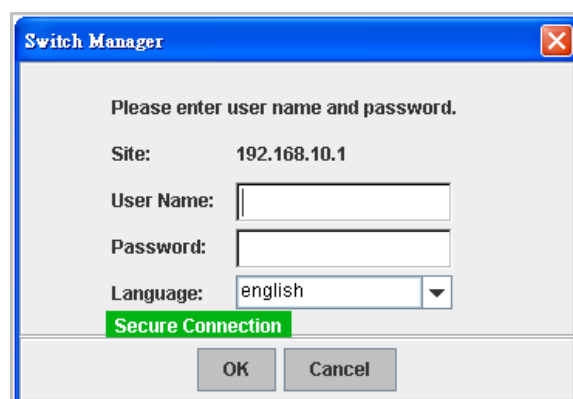 Switch Manager
Please enter user name and password.
Site: 192.168.10.1
User Name:
Password:
Language: english
Secure Connection
OK Cancel